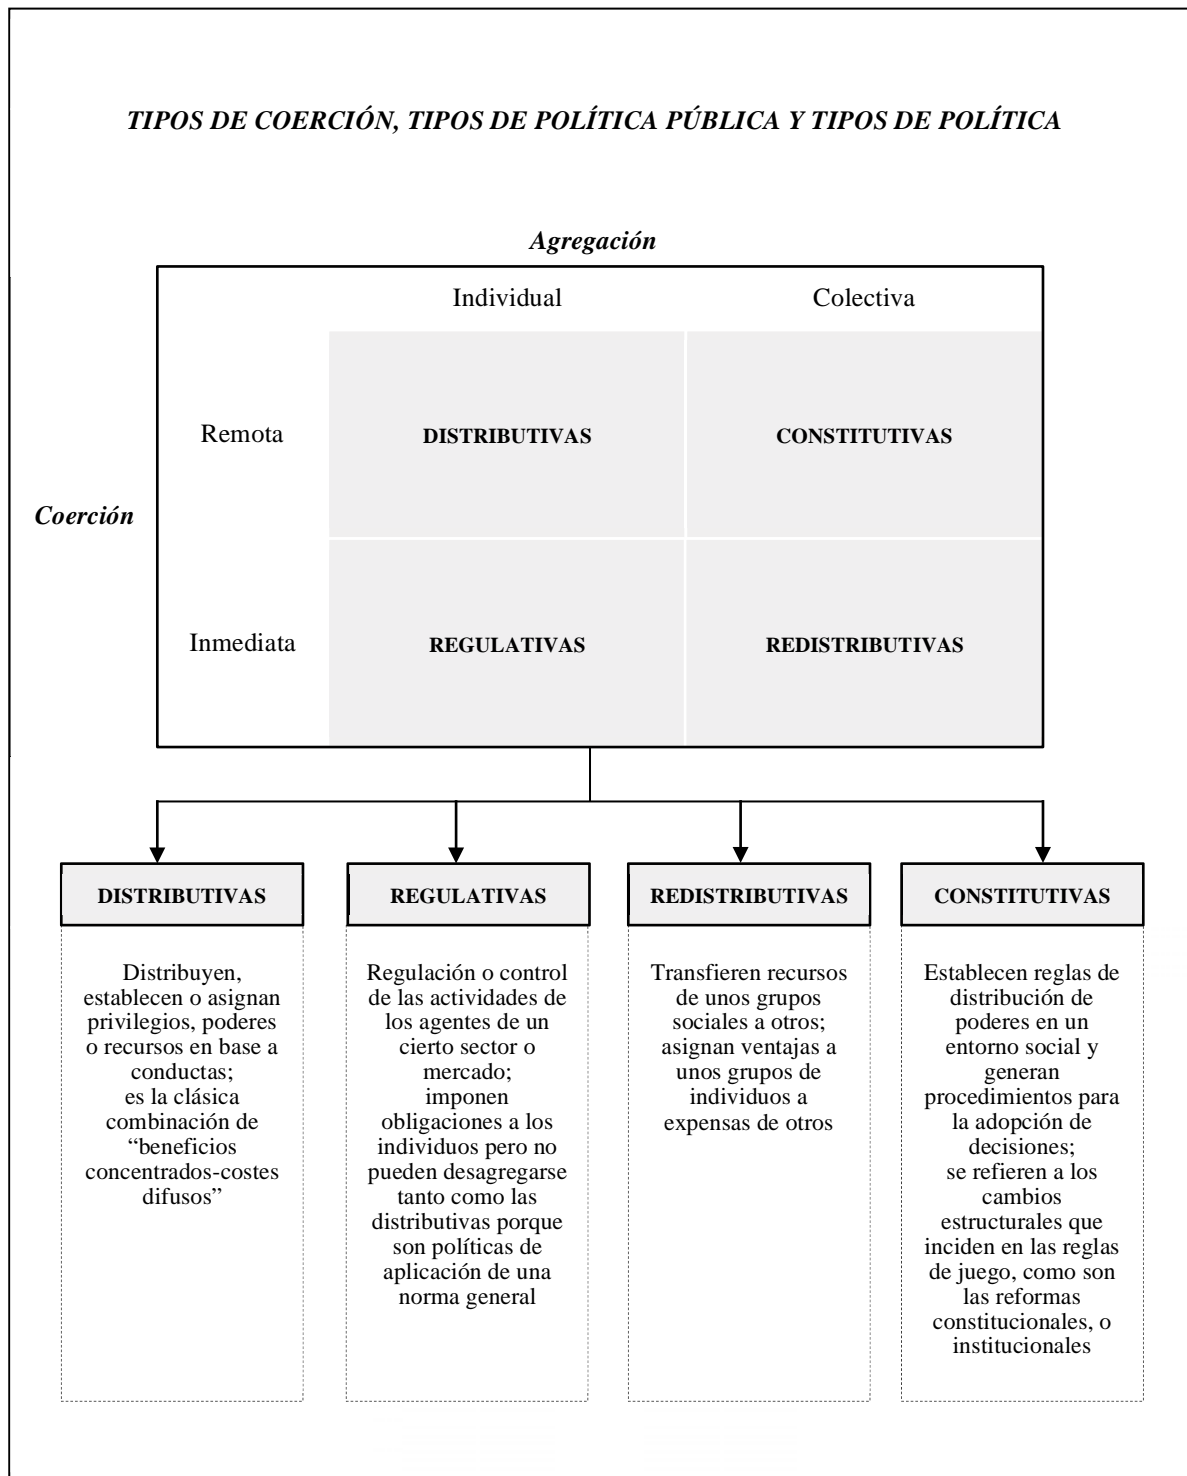 TIPOS DE COERCIÓN, TIPOS DE POLÍTICA PÚBLICA Y TIPOS DE POLÍTICA
Agregación
Individual
Colectiva
Remota
DISTRIBUTIVAS
CONSTITUTIVAS
Coerción
Inmediata
REGULATIVAS
REDISTRIBUTIVAS
DISTRIBUTIVAS
Distribuyen,
establecen o asignan
privilegios, poderes
o recursos en base a
conductas;
es la clásica
combinación de
“beneficios
concentrados-costes
difusos”
REGULATIVAS
Regulación o control
de las actividades de
los agentes de un
cierto sector o
mercado;
imponen
obligaciones a los
individuos pero no
pueden desagregarse
tanto como las
distributivas porque
son políticas de
aplicación de una
norma general
REDISTRIBUTIVAS
Transfieren recursos
de unos grupos
sociales a otros;
asignan ventajas a
unos grupos de
individuos a
expensas de otros
CONSTITUTIVAS
Establecen reglas de
distribución de
poderes en un
entorno social y
generan
procedimientos para
la adopción de
decisiones;
se refieren a los
cambios
estructurales que
inciden en las reglas
de juego, como son
las reformas
constitucionales, o
institucionales